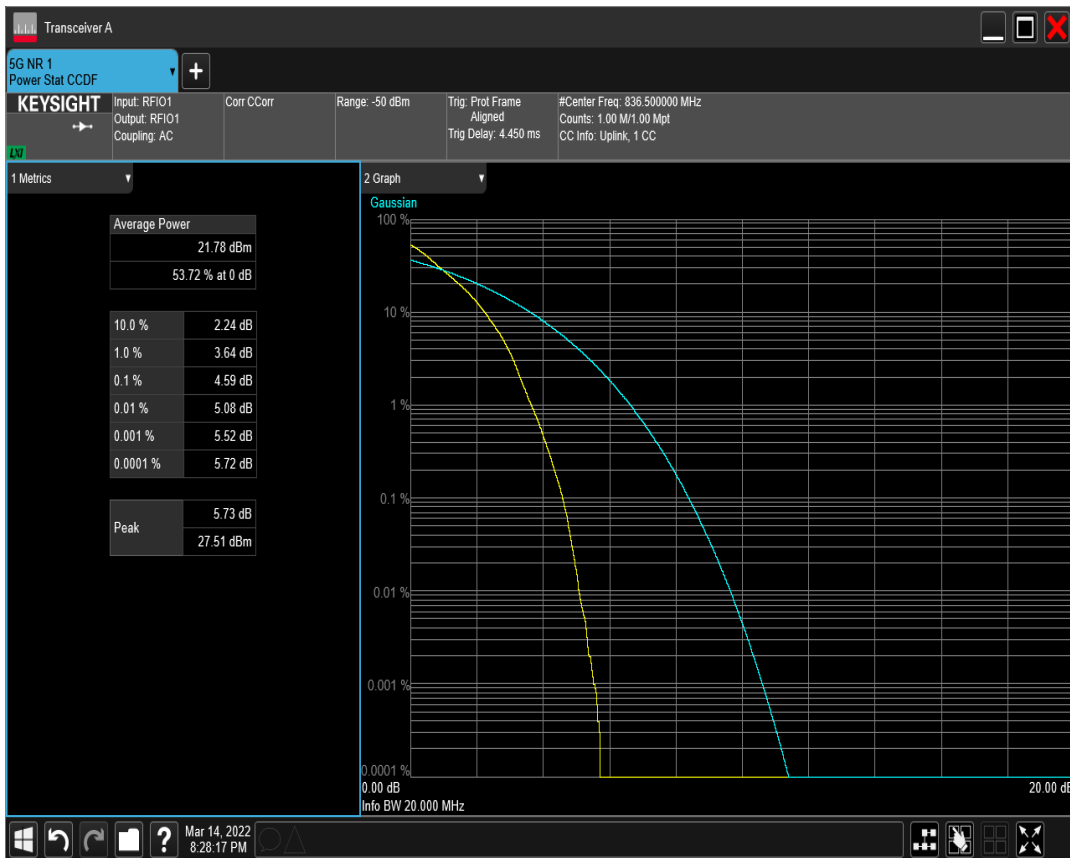 Transceiver A
5G NR 1
Power Stat CCDF
KEYSIGHT
LXI
Input: RFIO1
Output: RFIO1
Coupling: AC
Corr CCorr
Range: -50 dBm
Trig: Prot Frame
Aligned
Trig Delay: 4.450 ms
#Center Freq: 836.500000 MHz
Counts: 1.00 M/1.00 Mpt
CC Info: Uplink, 1 CC
1 Metrics
Average Power
21.78 dBm
53.72 % at 0 dB
10.0 % 2.24 dB
1.0 % 3.64 dB
0.1 % 4.59 dB
0.01 % 5.08 dB
0.001 % 5.52 dB
0.0001 % 5.72 dB
Peak
5.73 dB
27.51 dBm
2 Graph
Gaussian
100 %
10 %
1 %
0.1 %
0.01 %
0.001 %
0.0001 %
0.00 dB 20.00 dB
Info BW 20.000 MHz
?
Mar 14, 2022
8:28:17 PM